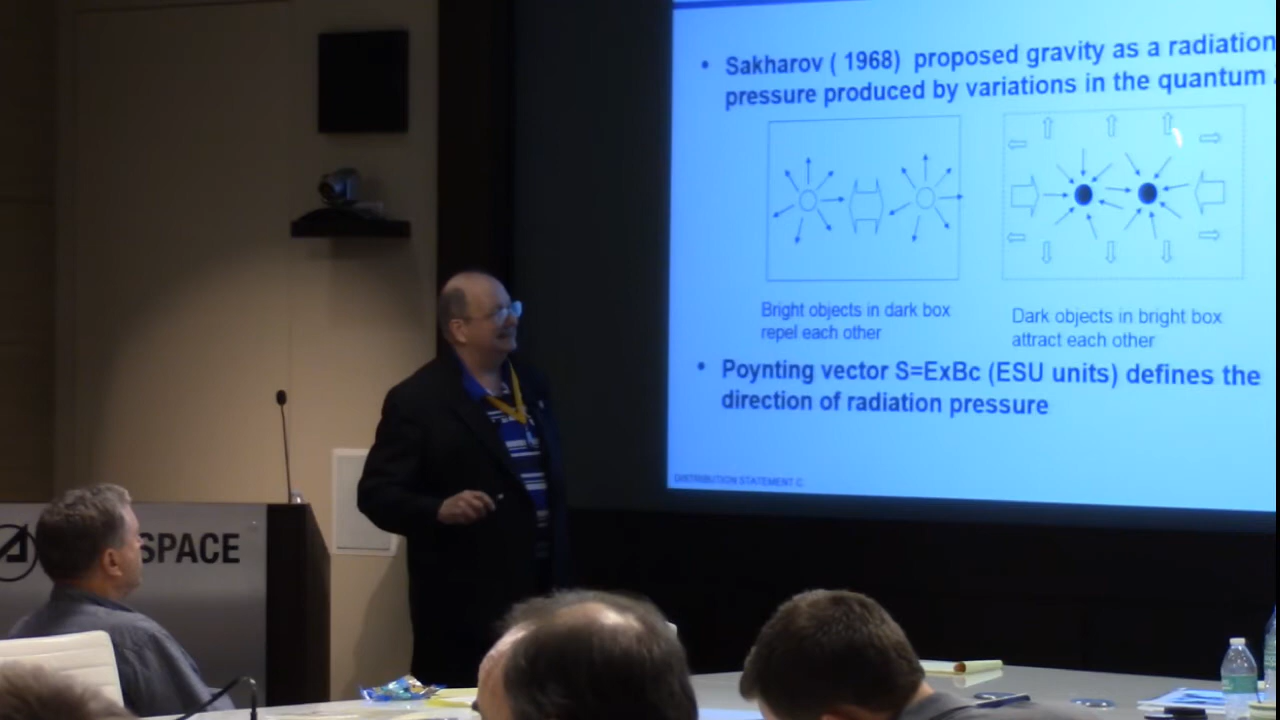 • Sakharov ( 1968) proposed gravity as a radiation
pressure produced by variations in the quantum
Bright objects in dark box
repel each other
Dark objects in bright box
attract each other
• Poynting vector S=ExBc (ESU units) defines the
direction of radiation pressure
DISTRIBUTION STATEMENT C
SPACE